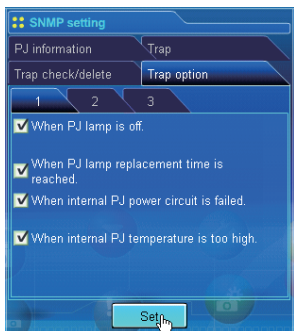 SNMP setting
PJ information
Trap
Trap check/delete
Trap option
1
2
3
When PJ lamp is off.
When PJ lamp replacement time is
reached.
When internal PJ power circuit is failed.
When internal PJ temperature is too high.
Set